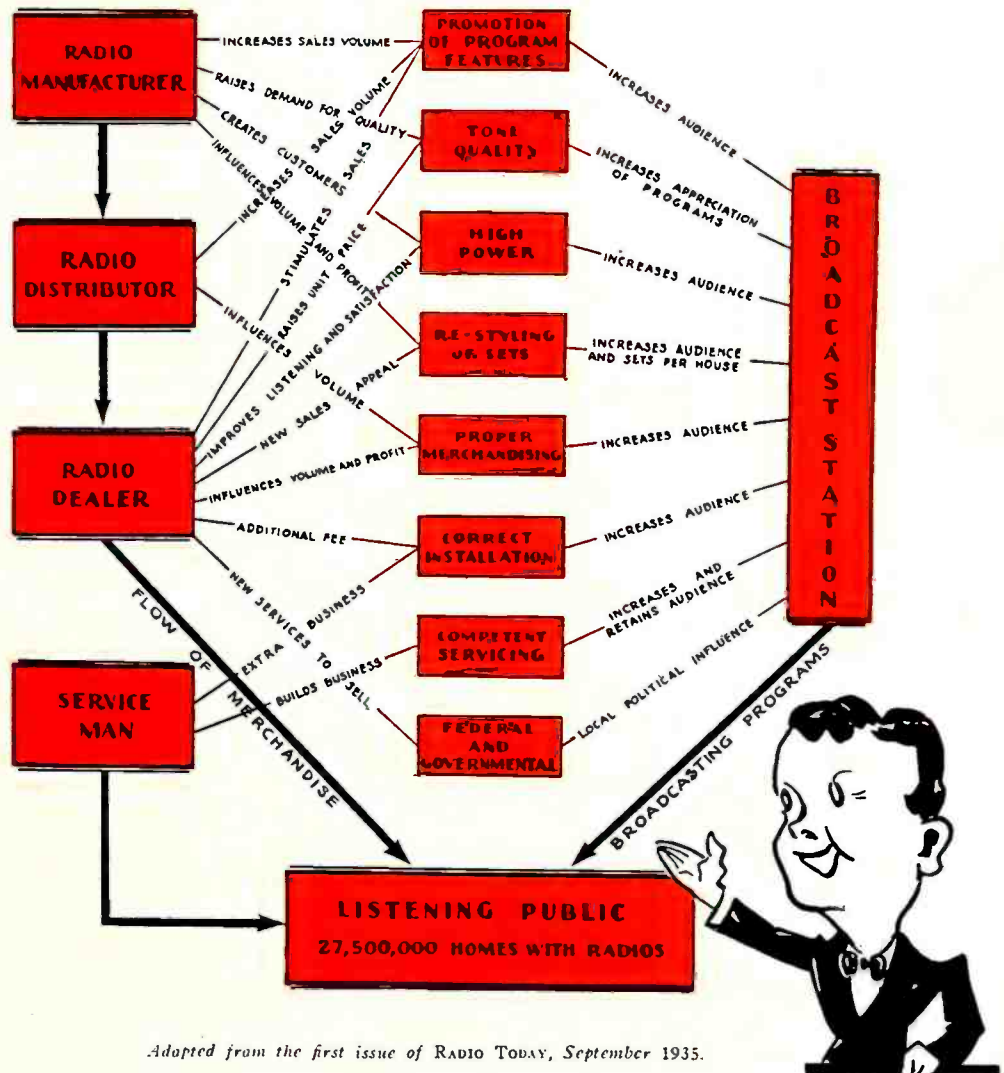 RADIO
MANUFACTURER
RADIO
DISTRIBUTOR
RADIO
DEALER
SERVICE
MAN
INCREASES SALES VOLUME
RAISES DEMAND FOR QUALITY
CREATES CUSTOMERS
INFLUENCES VOLUME AND PROFIT
INCREASES SALES VOLUME
INFLUENCES VOLUME
STIMULATES SALES
RAISES UNIT PRICE
IMPROVES LISTENING AND SATISFACTION
NEW SALES APPEAL
INFLUENCES VOLUME AND PROFIT
ADDITIONAL FEE
NEW SERVICES TO SELL
EXTRA BUSINESS
BUILDS BUSINESS
PROMOTION
OF PROGRAM
FEATURES
TONE
QUALITY
HIGH
POWER
RE-STYLING
OF SETS
PROPER
MERCHANDISING
CORRECT
INSTALLATION
COMPETENT
SERVICING
FEDERAL
AND
GOVERNMENTAL
INCREASES AUDIENCE
INCREASES APPRECIATION
OF PROGRAMS
INCREASES AUDIENCE
INCREASES AUDIENCE
AND SETS PER HOUSE
INCREASES AUDIENCE
INCREASES AUDIENCE
INCREASES AND
RETAINS AUDIENCE
LOCAL POLITICAL INFLUENCE
BROADCAST STATION
FLOW OF MERCHANDISE
BROADCASTING PROGRAMS
LISTENING PUBLIC
27,500,000 HOMES WITH RADIOS
Adapted from the first issue of RADIO TODAY, September 1935.